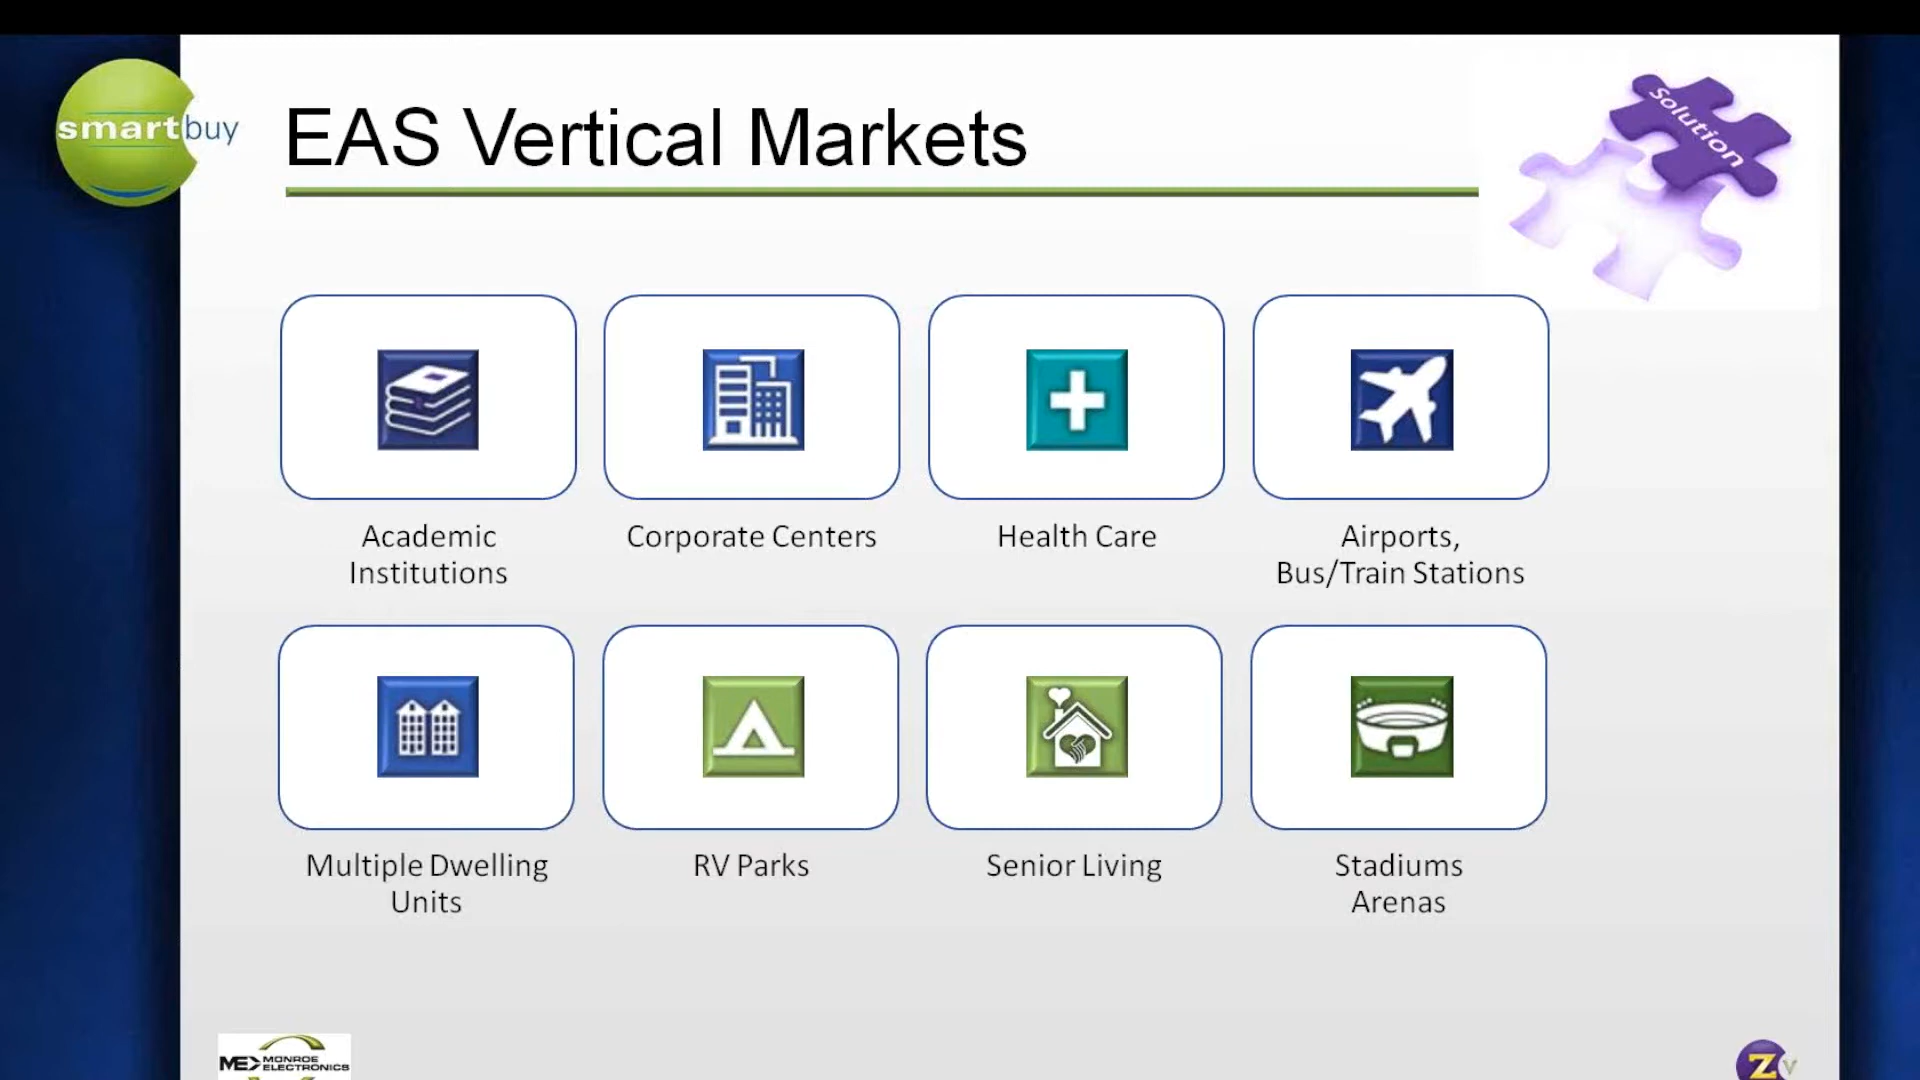 smartbuy
EAS Vertical Markets
Solution
Academic
Institutions
Corporate Centers
Health Care
Airports,
Bus/Train Stations
Multiple Dwelling
Units
RV Parks
Senior Living
Stadiums
Arenas
MONROE
ELECTRONICS
Zv